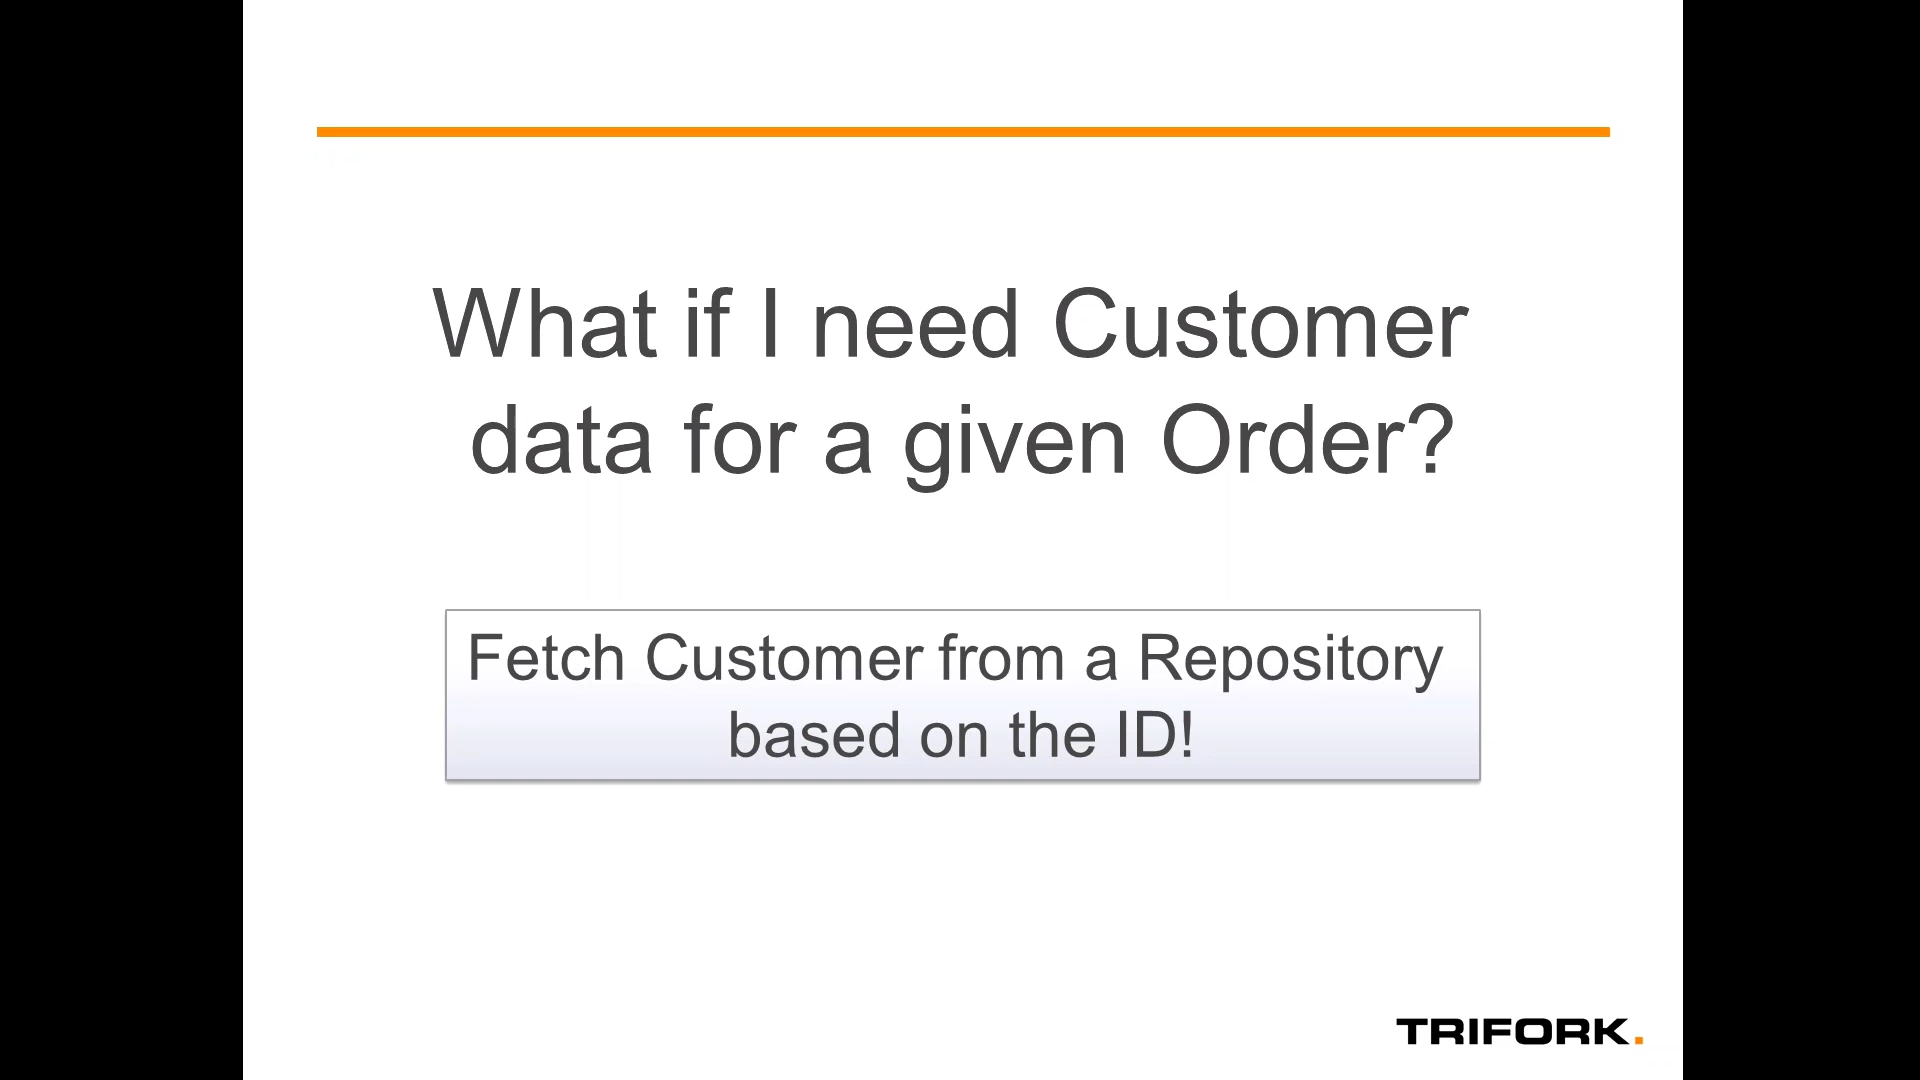 What if I need Customer
data for a given Order?
Fetch Customer from a Repository
based on the ID!
TRIFORK.